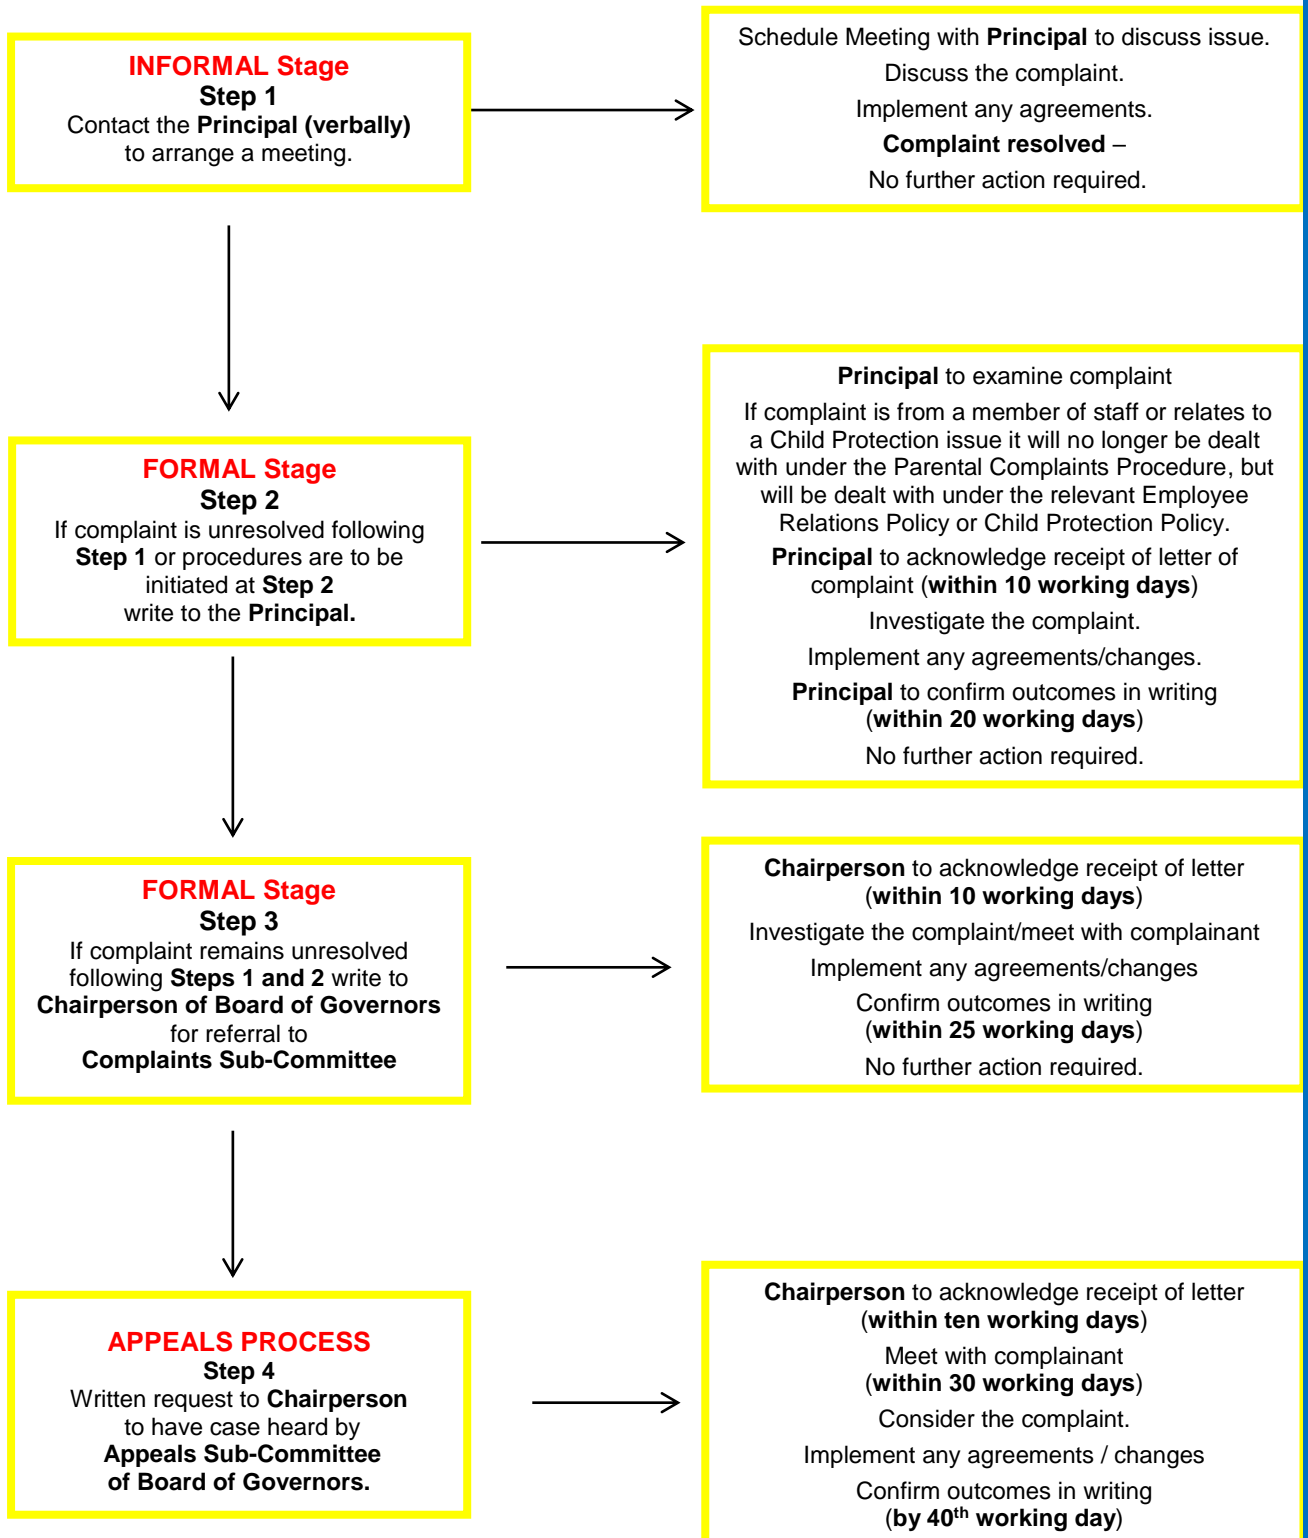 INFORMAL Stage
Step 1
Contact the Principal (verbally)
to arrange a meeting.
Schedule Meeting with Principal to discuss issue.
Discuss the complaint.
Implement any agreements.
Complaint resolved –
No further action required.
FORMAL Stage
Step 2
If complaint is unresolved following
Step 1 or procedures are to be
initiated at Step 2
write to the Principal.
Principal to examine complaint
If complaint is from a member of staff or relates to
a Child Protection issue it will no longer be dealt
with under the Parental Complaints Procedure, but
will be dealt with under the relevant Employee
Relations Policy or Child Protection Policy.
Principal to acknowledge receipt of letter of
complaint (within 10 working days)
Investigate the complaint.
Implement any agreements/changes.
Principal to confirm outcomes in writing
(within 20 working days)
No further action required.
FORMAL Stage
Step 3
If complaint remains unresolved
following Steps 1 and 2 write to
Chairperson of Board of Governors
for referral to
Complaints Sub-Committee
Chairperson to acknowledge receipt of letter
(within 10 working days)
Investigate the complaint/meet with complainant
Implement any agreements/changes
Confirm outcomes in writing
(within 25 working days)
No further action required.
APPEALS PROCESS
Step 4
Written request to Chairperson
to have case heard by
Appeals Sub-Committee
of Board of Governors.
Chairperson to acknowledge receipt of letter
(within ten working days)
Meet with complainant
(within 30 working days)
Consider the complaint.
Implement any agreements / changes
Confirm outcomes in writing
(by 40th working day)